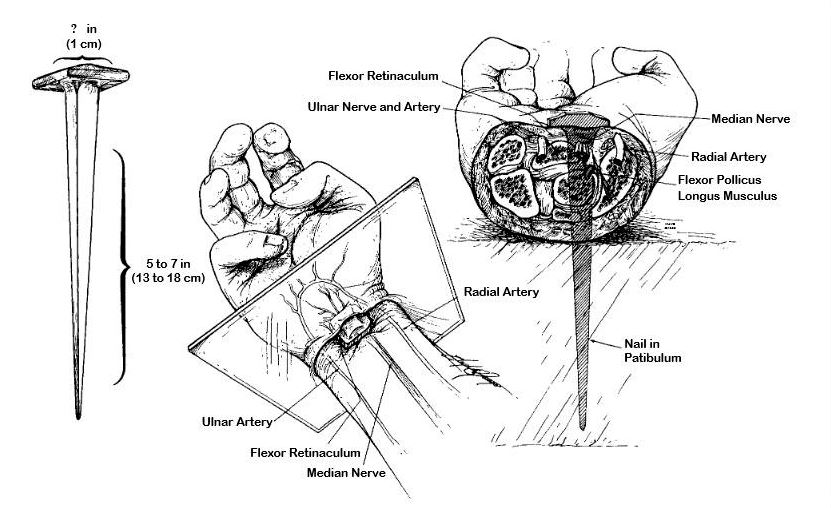 ? in
(1 cm)
5 to 7 in
(13 to 18 cm)
Flexor Retinaculum
Ulnar Nerve and Artery
Median Nerve
Radial Artery
Flexor Pollicus
Longus Musculus
Nail in
Patibulum
Radial Artery
Ulnar Artery
Flexor Retinaculum
Median Nerve